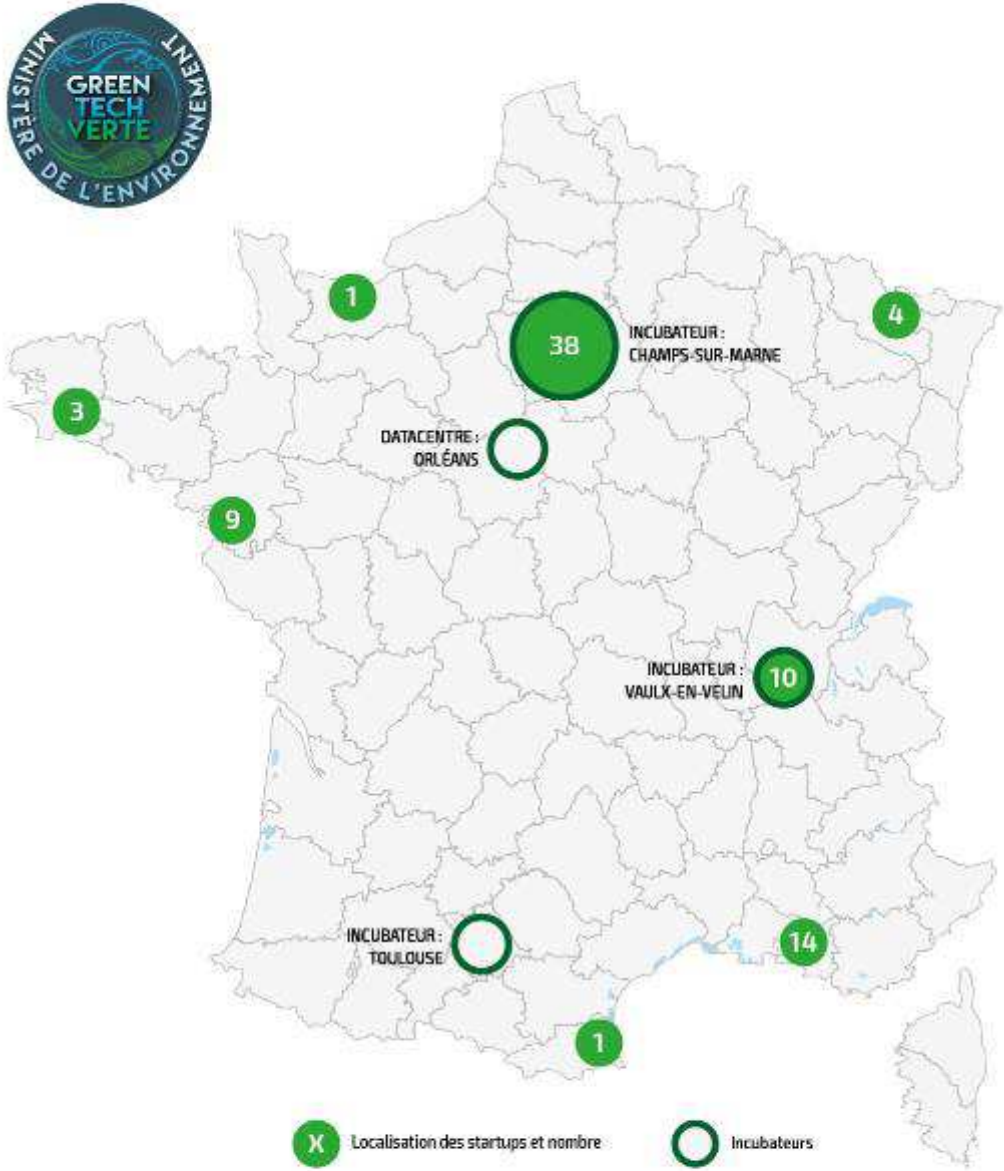 MINISTÈRE DE L'ENVIRONNEMENT
GREEN
TECH
VERTE
1
38
INCUBATEUR :
CHAMPS-SUR-MARNE
4
3
DATACENTRE :
ORLÉANS
9
INCUBATEUR :
VAULX-EN-VELIN
10
INCUBATEUR :
TOULOUSE
14
1
X Localisation des startups et nombre
Incubateurs